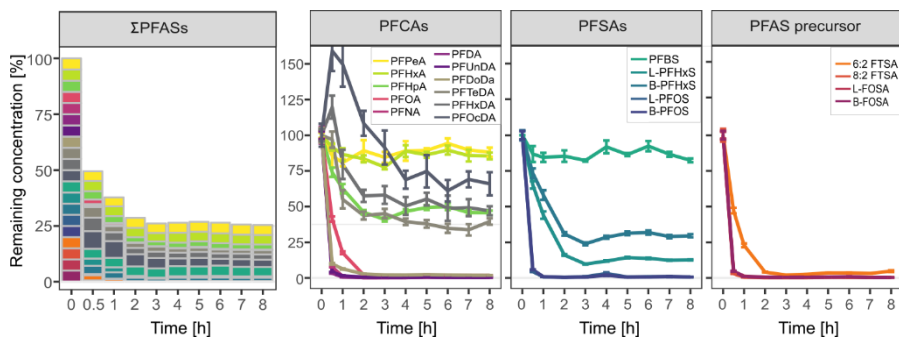 ΣPFASs
PFCAs
PFSAs
PFAS precursor
Remaining concentration [%]
100
75
50
25
0
0 0.5 1 2 3 4 5 6 7 8
Time [h]
150
125
100
75
50
25
0
PFPeA
PFHxA
PFHpA
PFOA
PFNA
PFDA
PFUnDA
PFDoDa
PFTeDA
PFHxDA
PFOcDA
0 1 2 3 4 5 6 7 8
Time [h]
PFBS
L-PFHxS
B-PFHxS
L-PFOS
B-PFOS
0 1 2 3 4 5 6 7 8
Time [h]
6:2 FTSA
8:2 FTSA
L-FOSA
B-FOSA
0 1 2 3 4 5 6 7 8
Time [h]